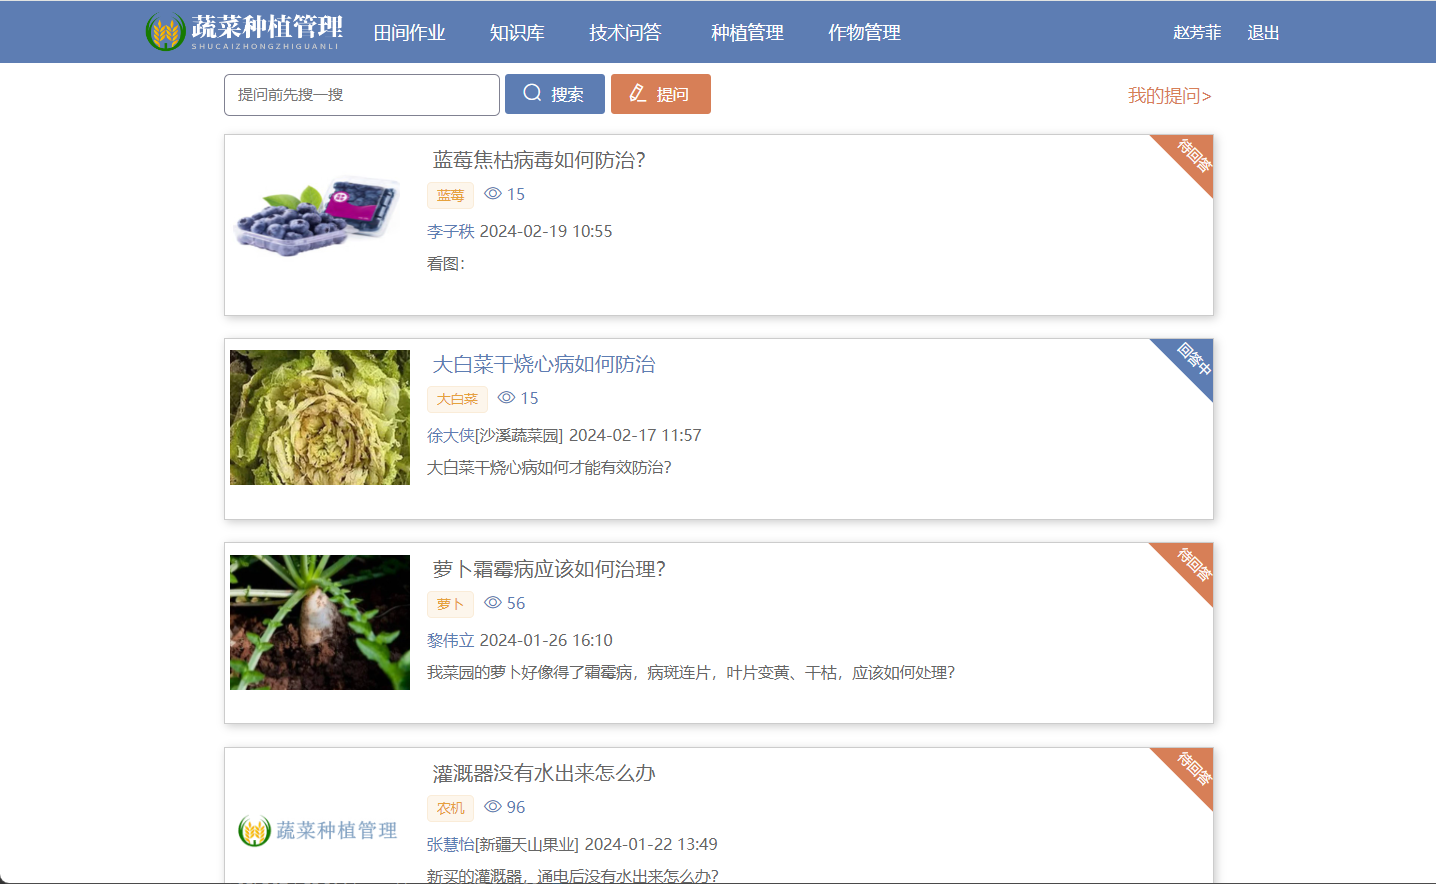 蔬菜种植管理
SHUCAIZHONGZHIGUANLI
田间作业 知识库 技术问答 种植管理 作物管理 赵芳菲 退出
提问前先搜一搜 搜索 提问 我的提问>
蓝莓焦枯病毒如何防治?
待回答
蓝莓 15
李子秩 2024-02-19 10:55
看图:
大白菜干烧心病如何防治
回答中
大白菜 15
徐大侠[沙溪蔬菜园] 2024-02-17 11:57
大白菜干烧心病如何才能有效防治?
萝卜霜霉病应该如何治理?
待回答
萝卜 56
黎伟立 2024-01-26 16:10
我菜园的萝卜好像得了霜霉病，病斑连片，叶片变黄、干枯，应该如何处理?
灌溉器没有水出来怎么办
待回答
农机 96
蔬菜种植管理
张慧怡[新疆天山果业] 2024-01-22 13:49
新买的灌溉器，通电后没有水出来怎么办?